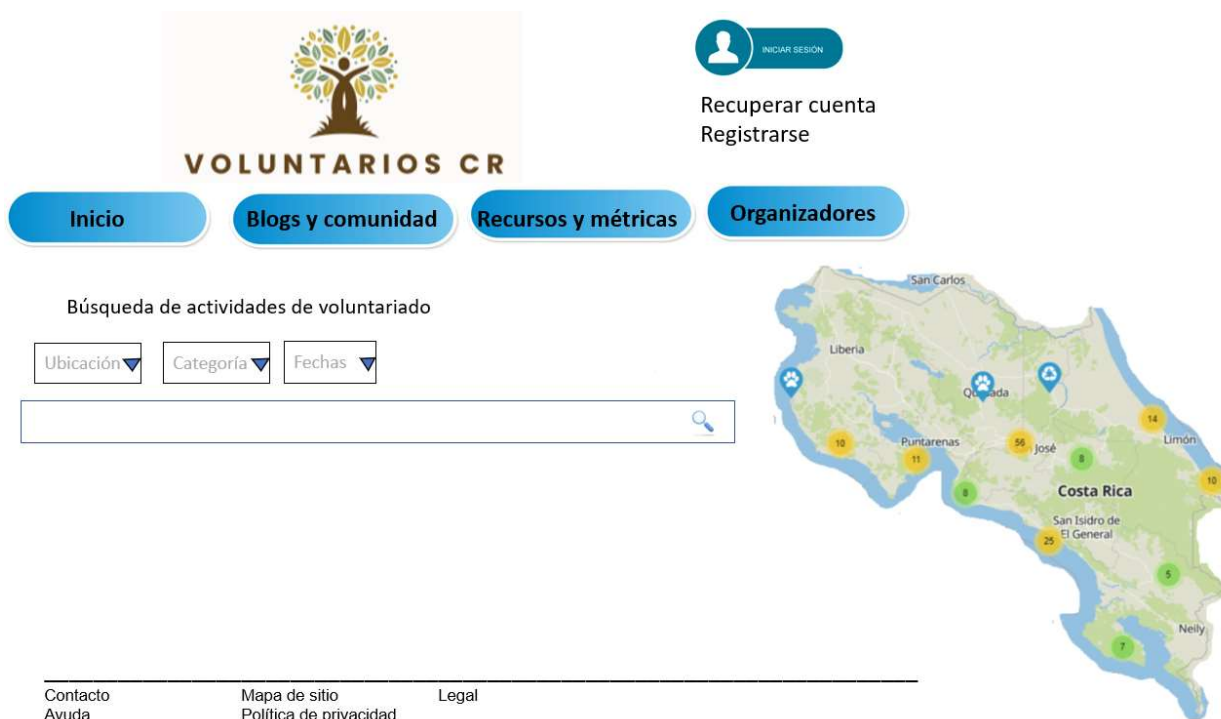 INICIAR SESIÓN
Recuperar cuenta
Registrarse
VOLUNTARIOS CR
Inicio
Blogs y comunidad
Recursos y métricas
Organizadores
Búsqueda de actividades de voluntariado
Ubicación
Categoría
Fechas
San Carlos
Liberia
14
Limón
10
Puntarenas
11
56
José
8
10
8
Costa Rica
San Isidro de
El General
25
5
Neily
7
Contacto
Mapa de sitio
Legal
Ayuda
Política de privacidad